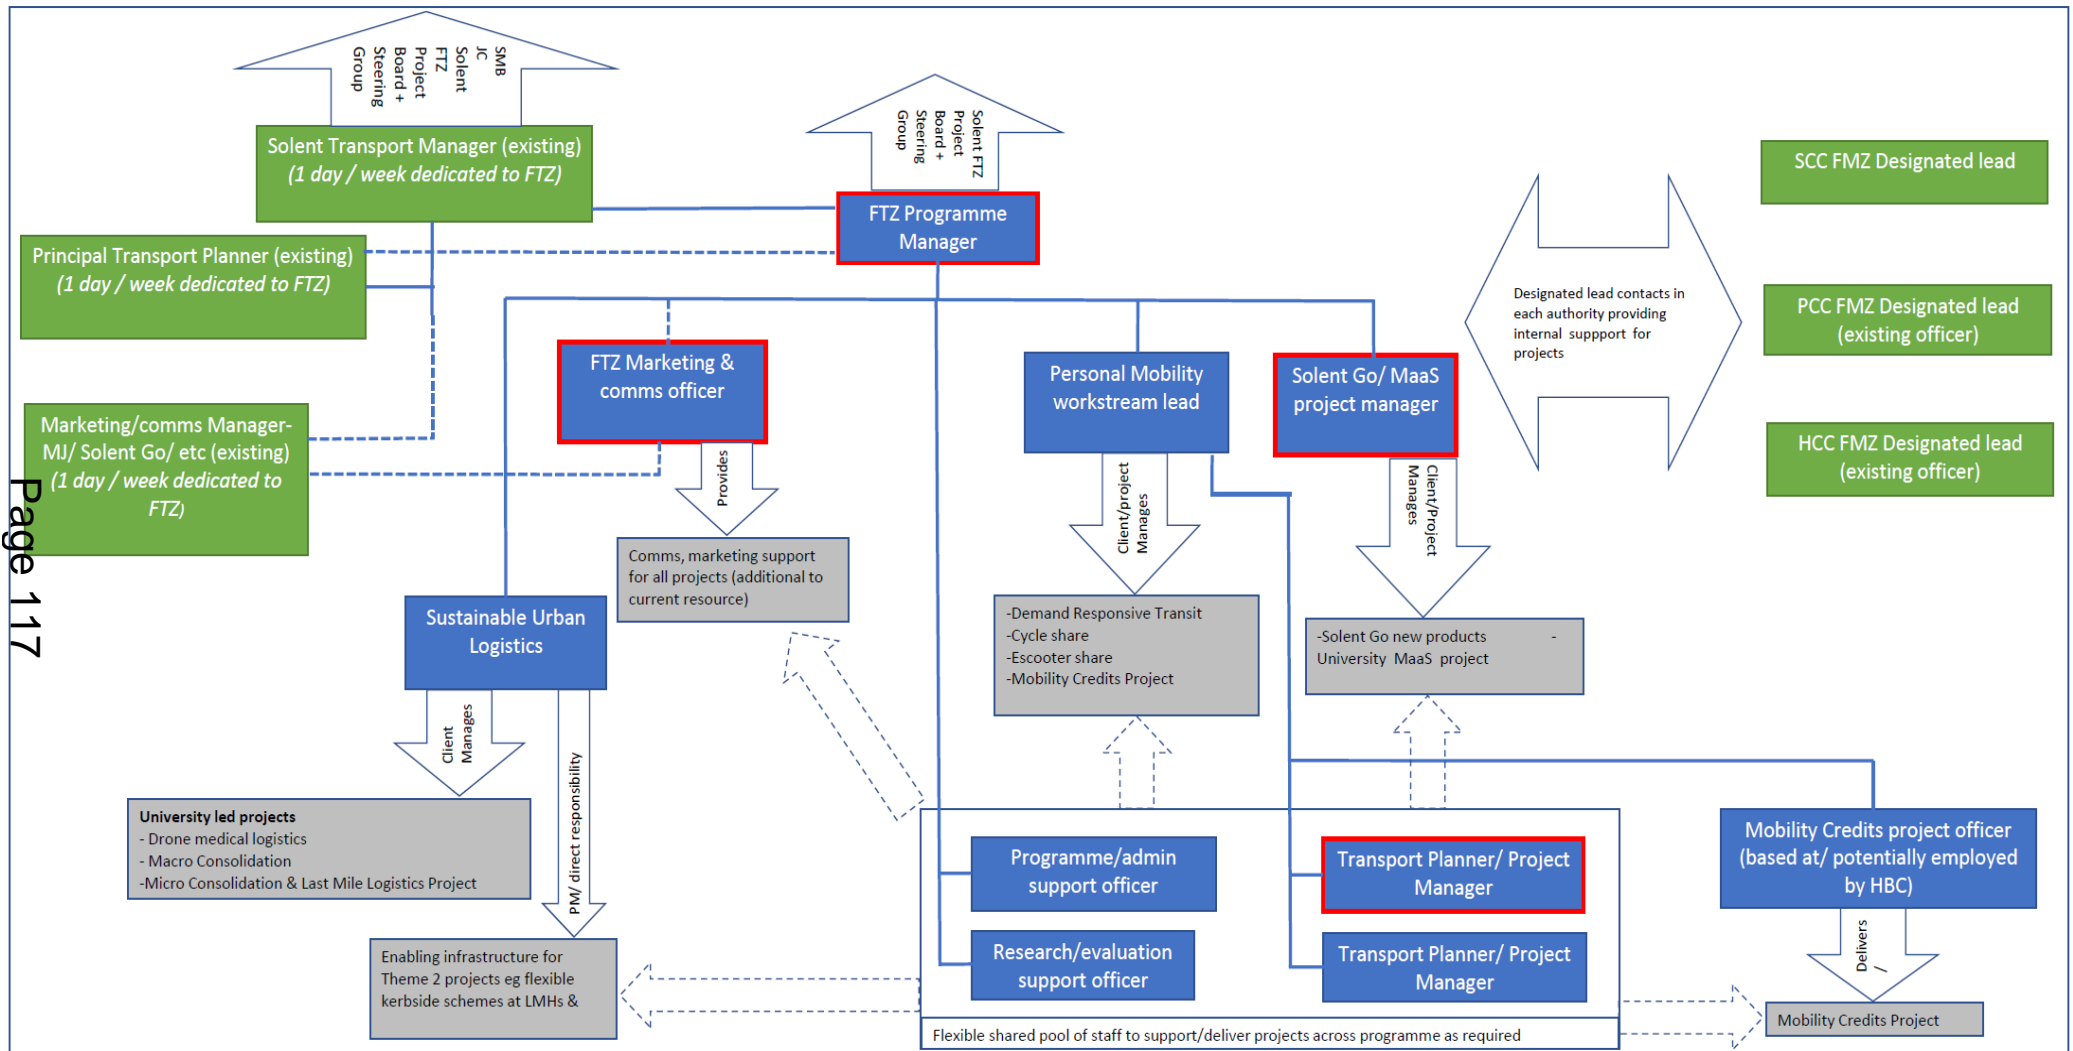 SMB
JC
Solent
FTZ
Project
Board +
Steering
Group
Solent FTZ
Project
Board +
Steering
Group
Solent Transport Manager (existing)
(1 day / week dedicated to FTZ)
FTZ Programme
Manager
SCC FMZ Designated lead
Principal Transport Planner (existing)
(1 day / week dedicated to FTZ)
Designated lead contacts in
each authority providing
internal suppport for
projects
PCC FMZ Designated lead
(existing officer)
FTZ Marketing &
comms officer
Personal Mobility
workstream lead
Solent Go/ MaaS
project manager
Marketing/comms Manager-
MJ/ Solent Go/ etc (existing)
(1 day / week dedicated to
FTZ)
HCC FMZ Designated lead
(existing officer)
Page 117
Provides
Client/project
Manages
Client/Project
Manages
Comms, marketing support
for all projects (additional to
current resource)
Sustainable Urban
Logistics
-Demand Responsive Transit
-Cycle share
-Escooter share
-Mobility Credits Project
-Solent Go new products -
University MaaS project
Client
Manages
PM/ direct responsibility
University led projects
- Drone medical logistics
- Macro Consolidation
-Micro Consolidation & Last Mile Logistics Project
Programme/admin
support officer
Transport Planner/ Project
Manager
Mobility Credits project officer
(based at/ potentially employed
by HBC)
Enabling infrastructure for
Theme 2 projects eg flexible
kerbside schemes at LMHs &
Research/evaluation
support officer
Transport Planner/ Project
Manager
Delivers
/
Flexible shared pool of staff to support/deliver projects across programme as required
Mobility Credits Project